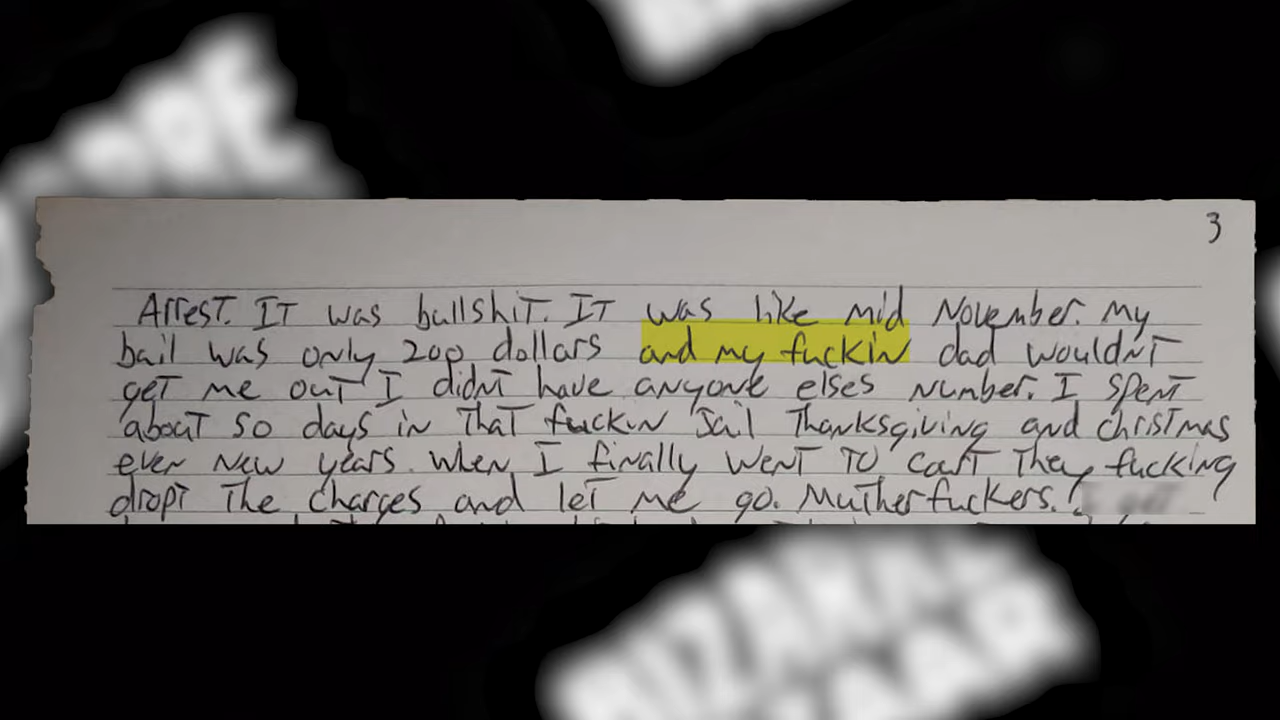 3
Arrest. It was bullshit. It was like mid November. My
bail was only 200 dollars and my fuckin dad wouldnt
get me out I didnt have anyone elses number. I spent
about 50 days in that fuckin Jail Thanksgiving and christmas
even New years. when I finally went to cort They fucking
dropt the charges and let me go. Mutherfuckers.